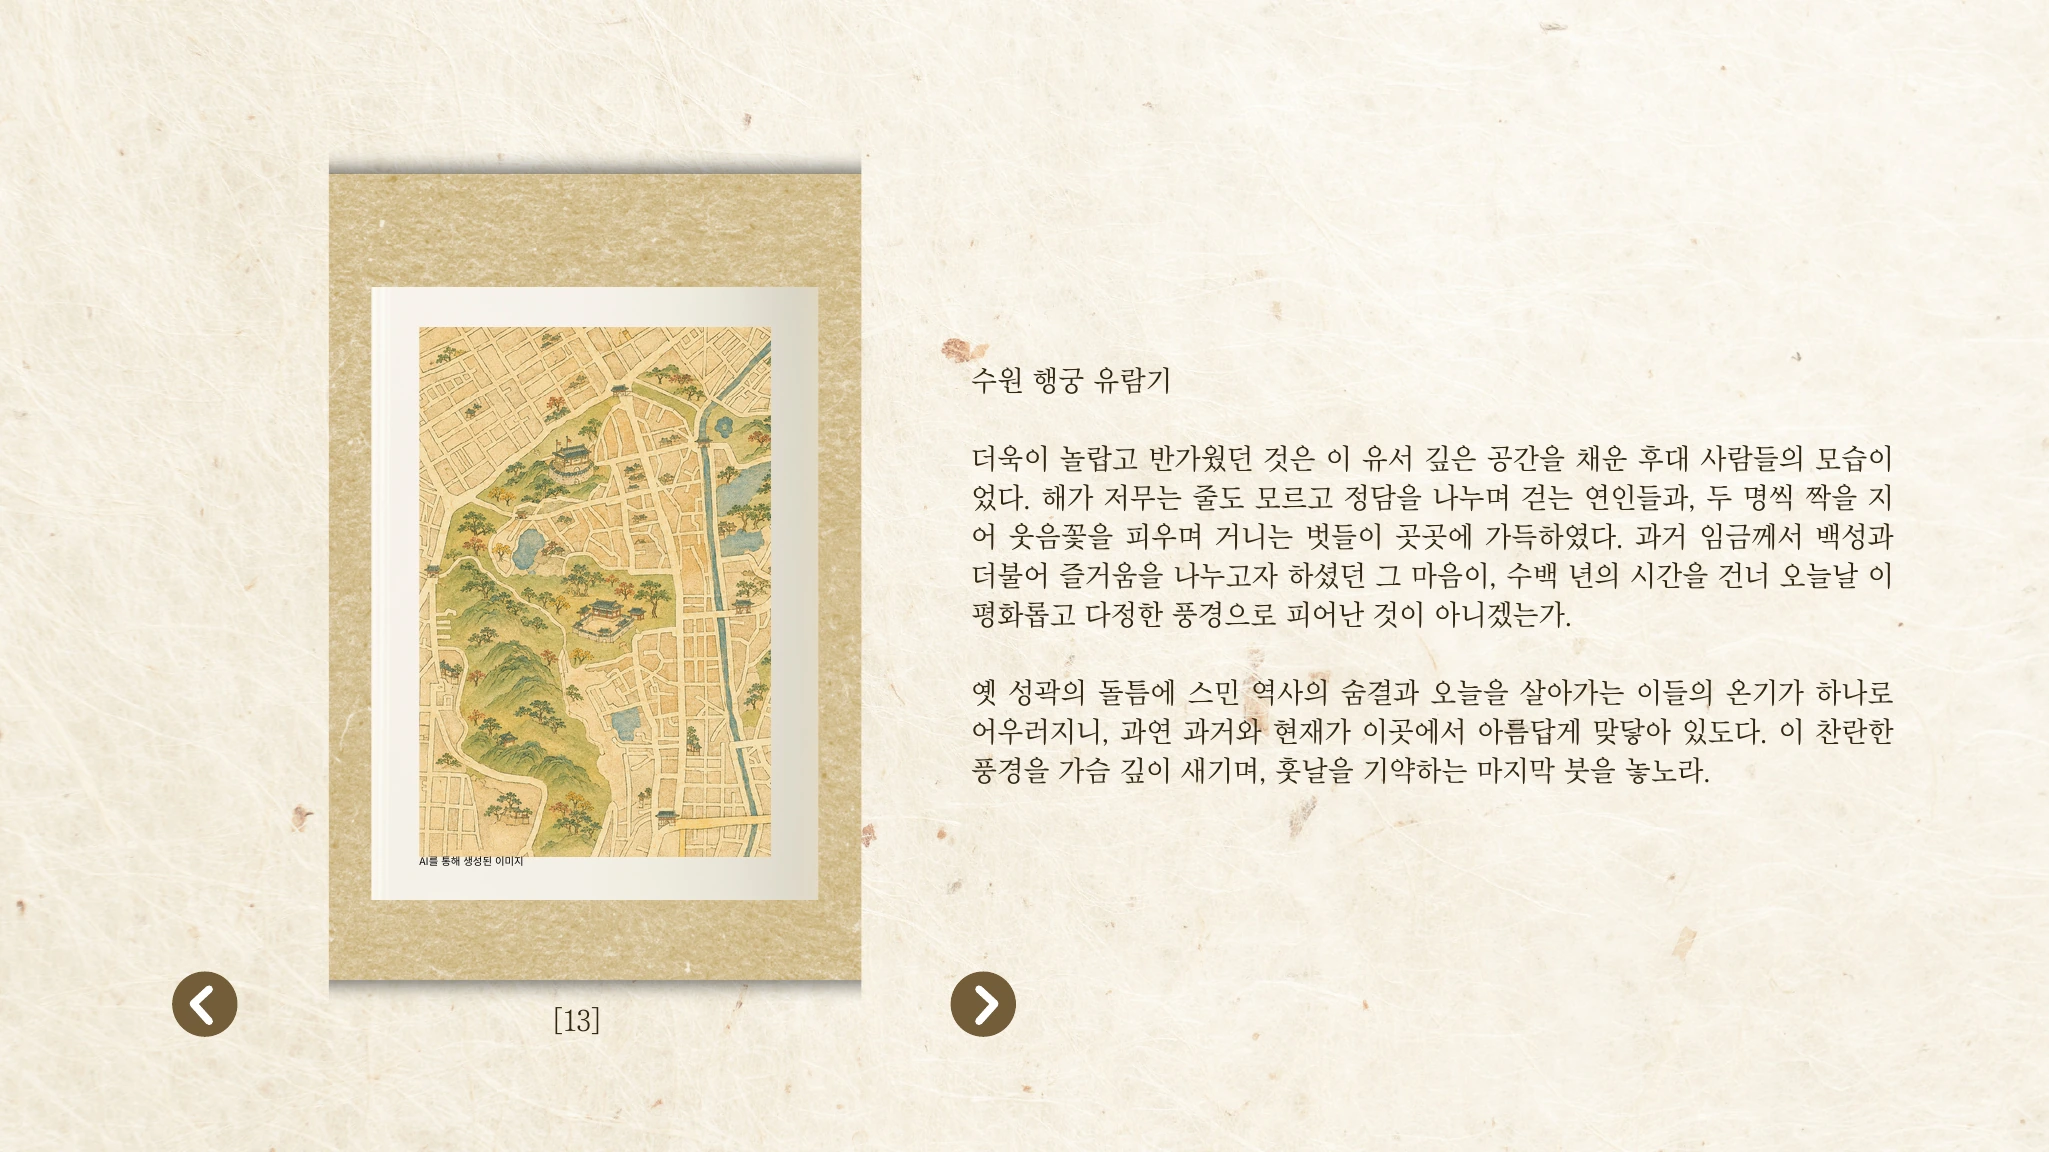 수원 행궁 유람기
더욱이 놀랍고 반가웠던 것은 이 유서 깊은 공간을 채운 후대 사람들의 모습이
었다. 해가 저무는 줄도 모르고 정담을 나누며 걷는 연인들과, 두 명씩 짝을 지
어 웃음꽃을 피우며 거니는 벗들이 곳곳에 가득하였다. 과거 임금께서 백성과
더불어 즐거움을 나누고자 하셨던 그 마음이, 수백 년의 시간을 건너 오늘날 이
평화롭고 다정한 풍경으로 피어난 것이 아니겠는가.
옛 성곽의 돌틈에 스민 역사의 숨결과 오늘을 살아가는 이들의 온기가 하나로
어우러지니, 과연 과거와 현재가 이곳에서 아름답게 맞닿아 있도다. 이 찬란한
풍경을 가슴 깊이 새기며, 훗날을 기약하는 마지막 붓을 놓노라.
AI를 통해 생성된 이미지
[13]